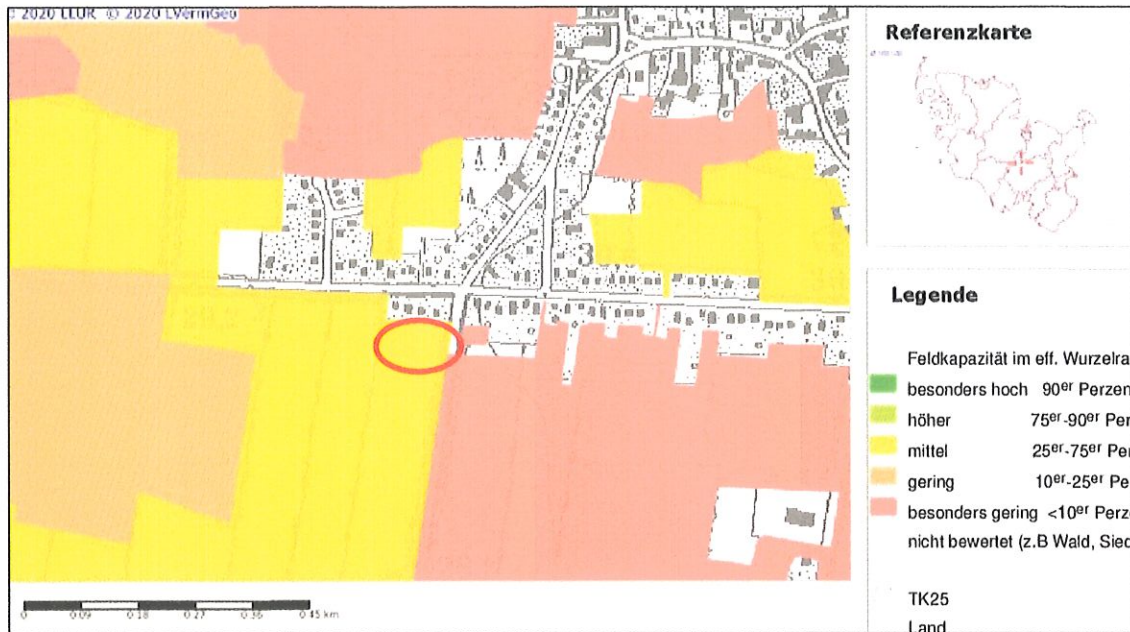 © 2020 LLUR © 2020 LVermGeo
Referenzkarte
Legende
Feldkapazität im eff. Wurzelra
besonders hoch 90er Perzen
höher 75er-90er Per
mittel 25er-75er Per
gering 10er-25er Pe
besonders gering <10er Perze
nicht bewertet (z.B Wald, Sied
TK25
Land
0 0.09 0.18 0.27 0.36 0.45 km